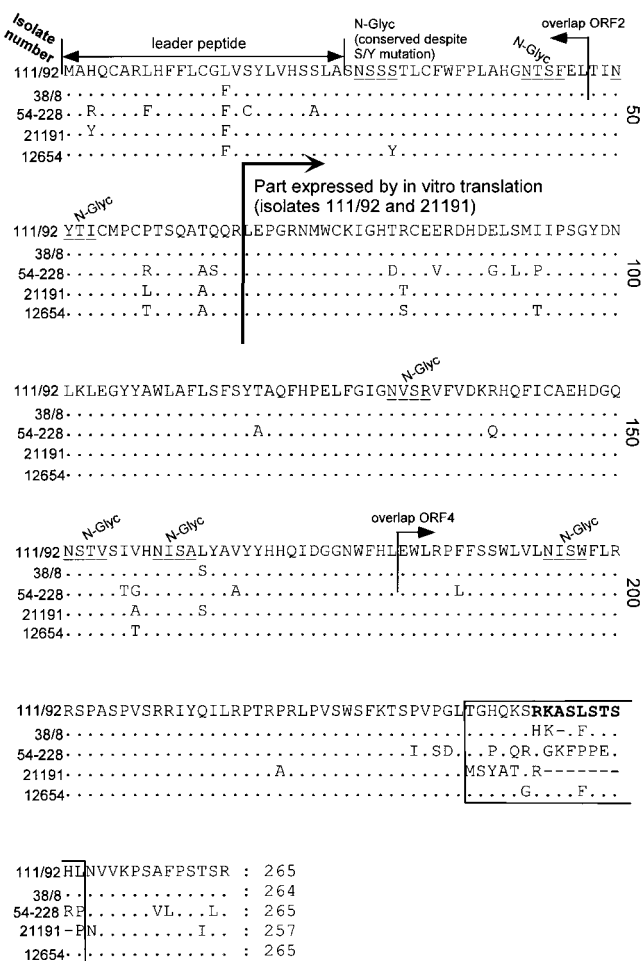 Isolate number
leader peptide
N-Glyc (conserved despite S/Y mutation)
N-Glyc
overlap ORF2
111/92 MAHQCARLHFFLCGLVSYLVHSSLASNSSSTLCFWFPLAHGNTSFELTIN
38/8 ..............F...................................
54-228 ..R....F......F.C.....A...........................
21191 ..Y...........F...................................
12654 ..............F..............Y....................
50
Part expressed by in vitro translation
(isolates 111/92 and 21191)
N-Glyc
111/92 YTICMPCPTSQATQQRLEPGRNMWCKIGHTRCEERDHDELSMIIPSGYDN
38/8 ..................................................
54-228 .......R....AS...............D...V....G.L.P.......
21191 .......L....A.................T...................
12654 .......T....A.................S...........T.......
100
N-Glyc
111/92 LKLEGYYAWLAFLSFSYTAQFHPELFGIGNVSRVFVDKRHQFICAEHDGQ
38/8 ..................................................
54-228 .................A....................Q...........
21191 ..................................................
12654 ..................................................
150
N-Glyc
N-Glyc
overlap ORF4
N-Glyc
111/92 NSTVSIVHNISALYAVYYHHQIDGGNWFHLEWLRPFFSSWLVLNISWFLR
38/8 ............S.....................................
54-228 .....TG........V...................L..............
21191 ......A.....S.....................................
12654 ......T...........................................
200
111/92 RSPASPVSRRIYQILRPTRPRLPVSWSFKTSPVPGLTGHQKSRKASLSTS
38/8 ..........................................HK-.F...
54-228 ...............................I.SD...P.QR.GKFPPE.
21191 ...................A................MSYAT.R-------
12654 .........................................G....F...
111/92 HLNVVKPSAFPSTSR : 265
38/8 ............... : 264
54-228 RP......VL...L. : 265
21191 -PN.........I.. : 257
12654 ............... : 265